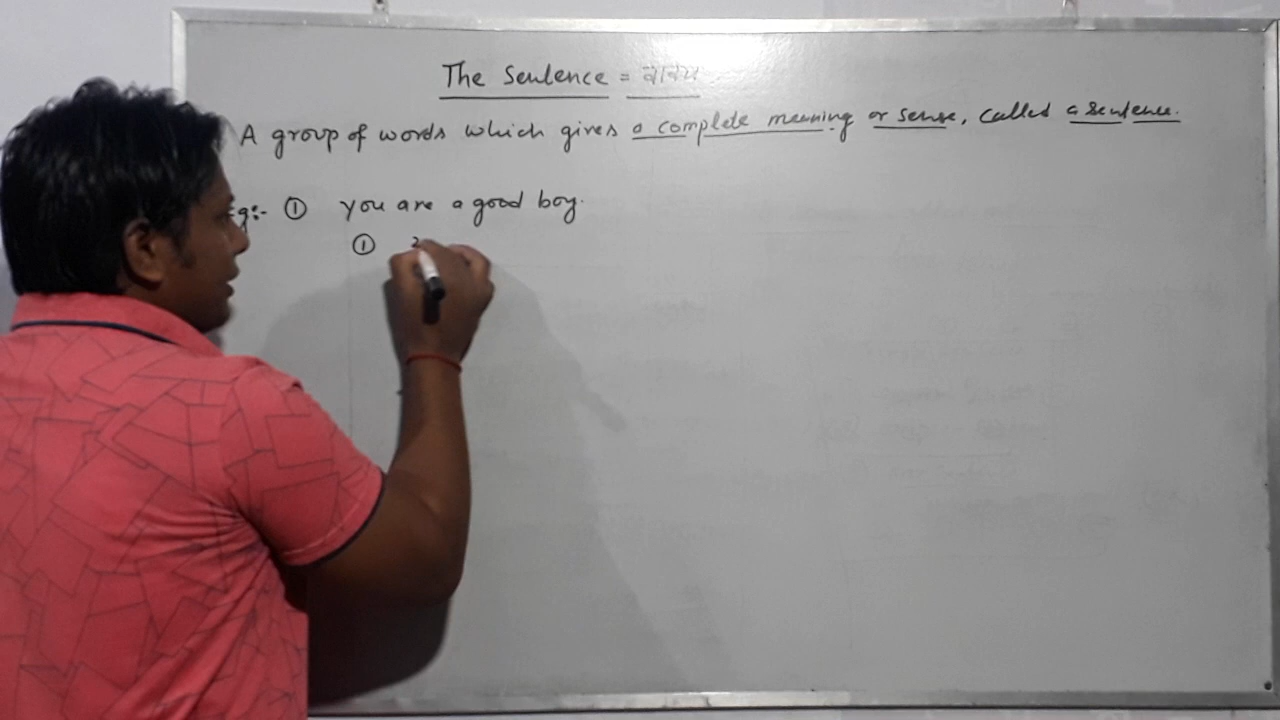 The Sentence = वाक्य
A group of words which gives a complete meaning or sense, called a sentence.
Eg:- ① you are a good boy.
①